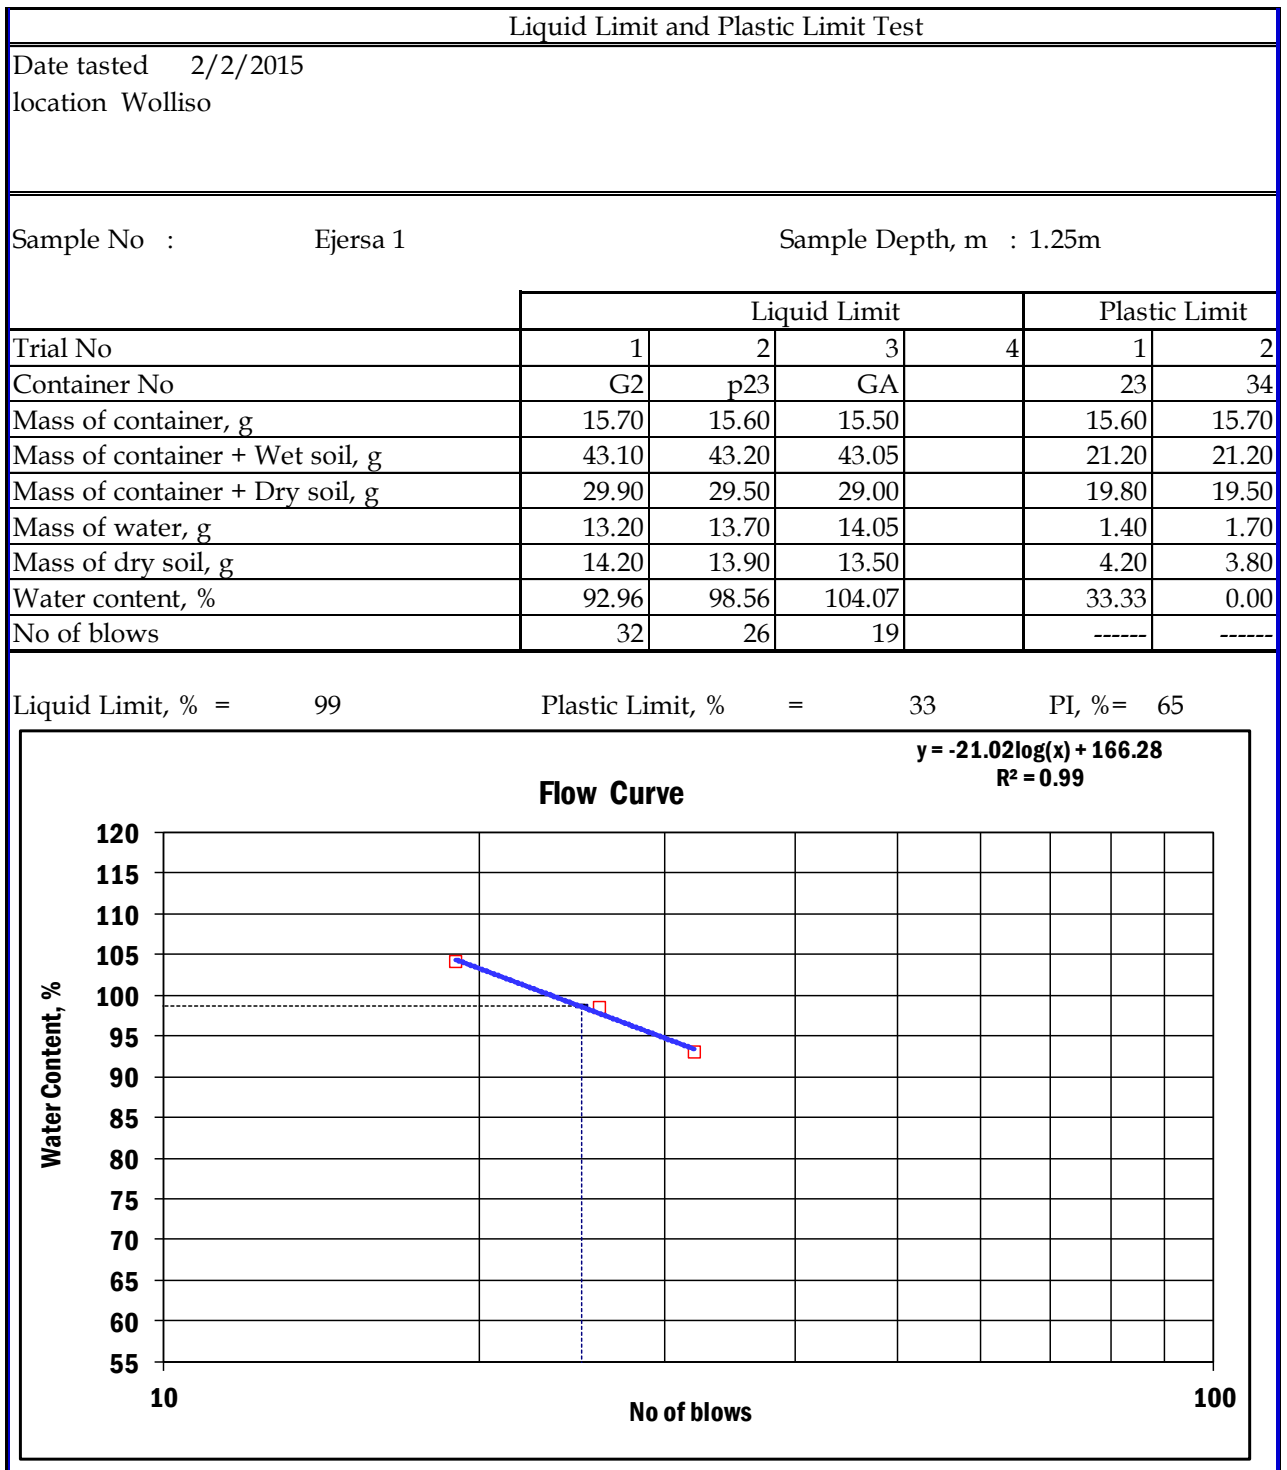 Liquid Limit and Plastic Limit Test
Date tasted 2/2/2015
location Wolliso
Sample No : Ejersa 1 Sample Depth, m : 1.25m
Liquid Limit Plastic Limit
Trial No 1 2 3 4 1 2
Container No G2 p23 GA 23 34
Mass of container, g 15.70 15.60 15.50 15.60 15.70
Mass of container + Wet soil, g 43.10 43.20 43.05 21.20 21.20
Mass of container + Dry soil, g 29.90 29.50 29.00 19.80 19.50
Mass of water, g 13.20 13.70 14.05 1.40 1.70
Mass of dry soil, g 14.20 13.90 13.50 4.20 3.80
Water content, % 92.96 98.56 104.07 33.33 0.00
No of blows 32 26 19 ------ ------
Liquid Limit, % = 99 Plastic Limit, % = 33 PI, %= 65
y = -21.02log(x) + 166.28
R² = 0.99
Flow Curve
120
115
110
105
100
95
90
85
80
75
70
65
60
55
Water Content, %
10 100
No of blows